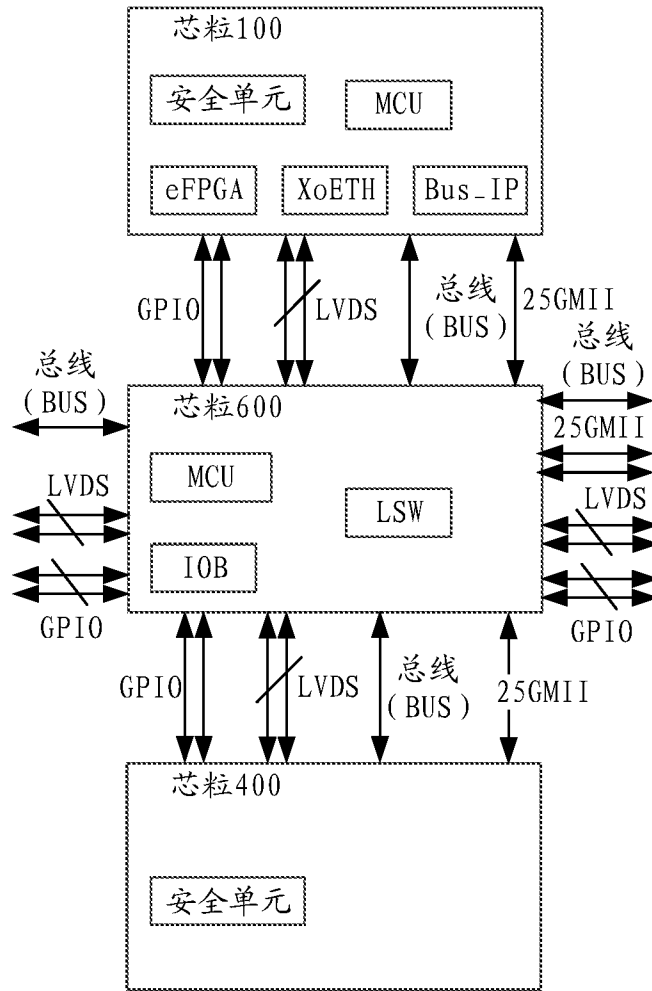 芯粒100
安全单元
MCU
eFPGA
XoETH
Bus_IP
GPIO
LVDS
总线
(BUS)
25GMII
总线
(BUS)
芯粒600
总线
(BUS)
25GMII
MCU
LSW
LVDS
LVDS
IOB
GPIO
GPIO
GPIO
LVDS
总线
(BUS)
25GMII
芯粒400
安全单元